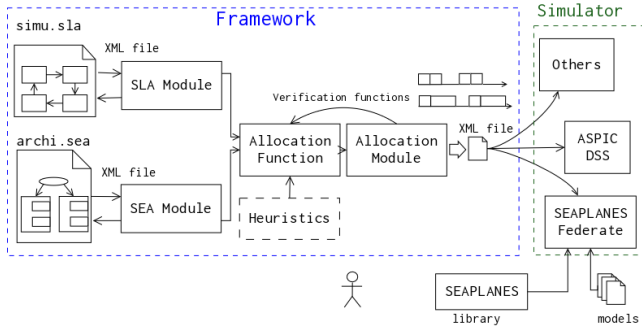 Framework
Simulator
simu.sla
XML file
SLA Module
Others
Verification functions
XML file
Allocation
Function
Allocation
Module
ASPIC
DSS
archi.sea
XML file
SEA Module
Heuristics
SEAPLANES
Federate
SEAPLANES
library
models